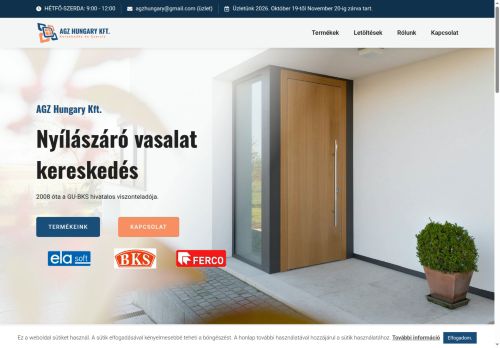 HÉTFŐ-SZERDA: 9:00 - 12:00
agzhungary@gmail.com (üzlet)
Üzletünk 2026. Október 19-től November 20-ig zárva tart.
AGZ HUNGARY KFT.
Termékek
Letöltések
Rólunk
Kapcsolat
AGZ Hungary Kft.
Nyílászáró vasalat
kereskedés
2008 óta a GU-BKS hivatalos viszonteladója.
TERMÉKEINK
KAPCSOLAT
ela soft
BKS
FERCO
Ez a weboldal sütiket használ. A sütik elfogadásával kényelmesebbé teheti a böngészést. A honlap további használatával hozzájárul a sütik használatához.
További információ
Elfogadom.
Elfogadom.